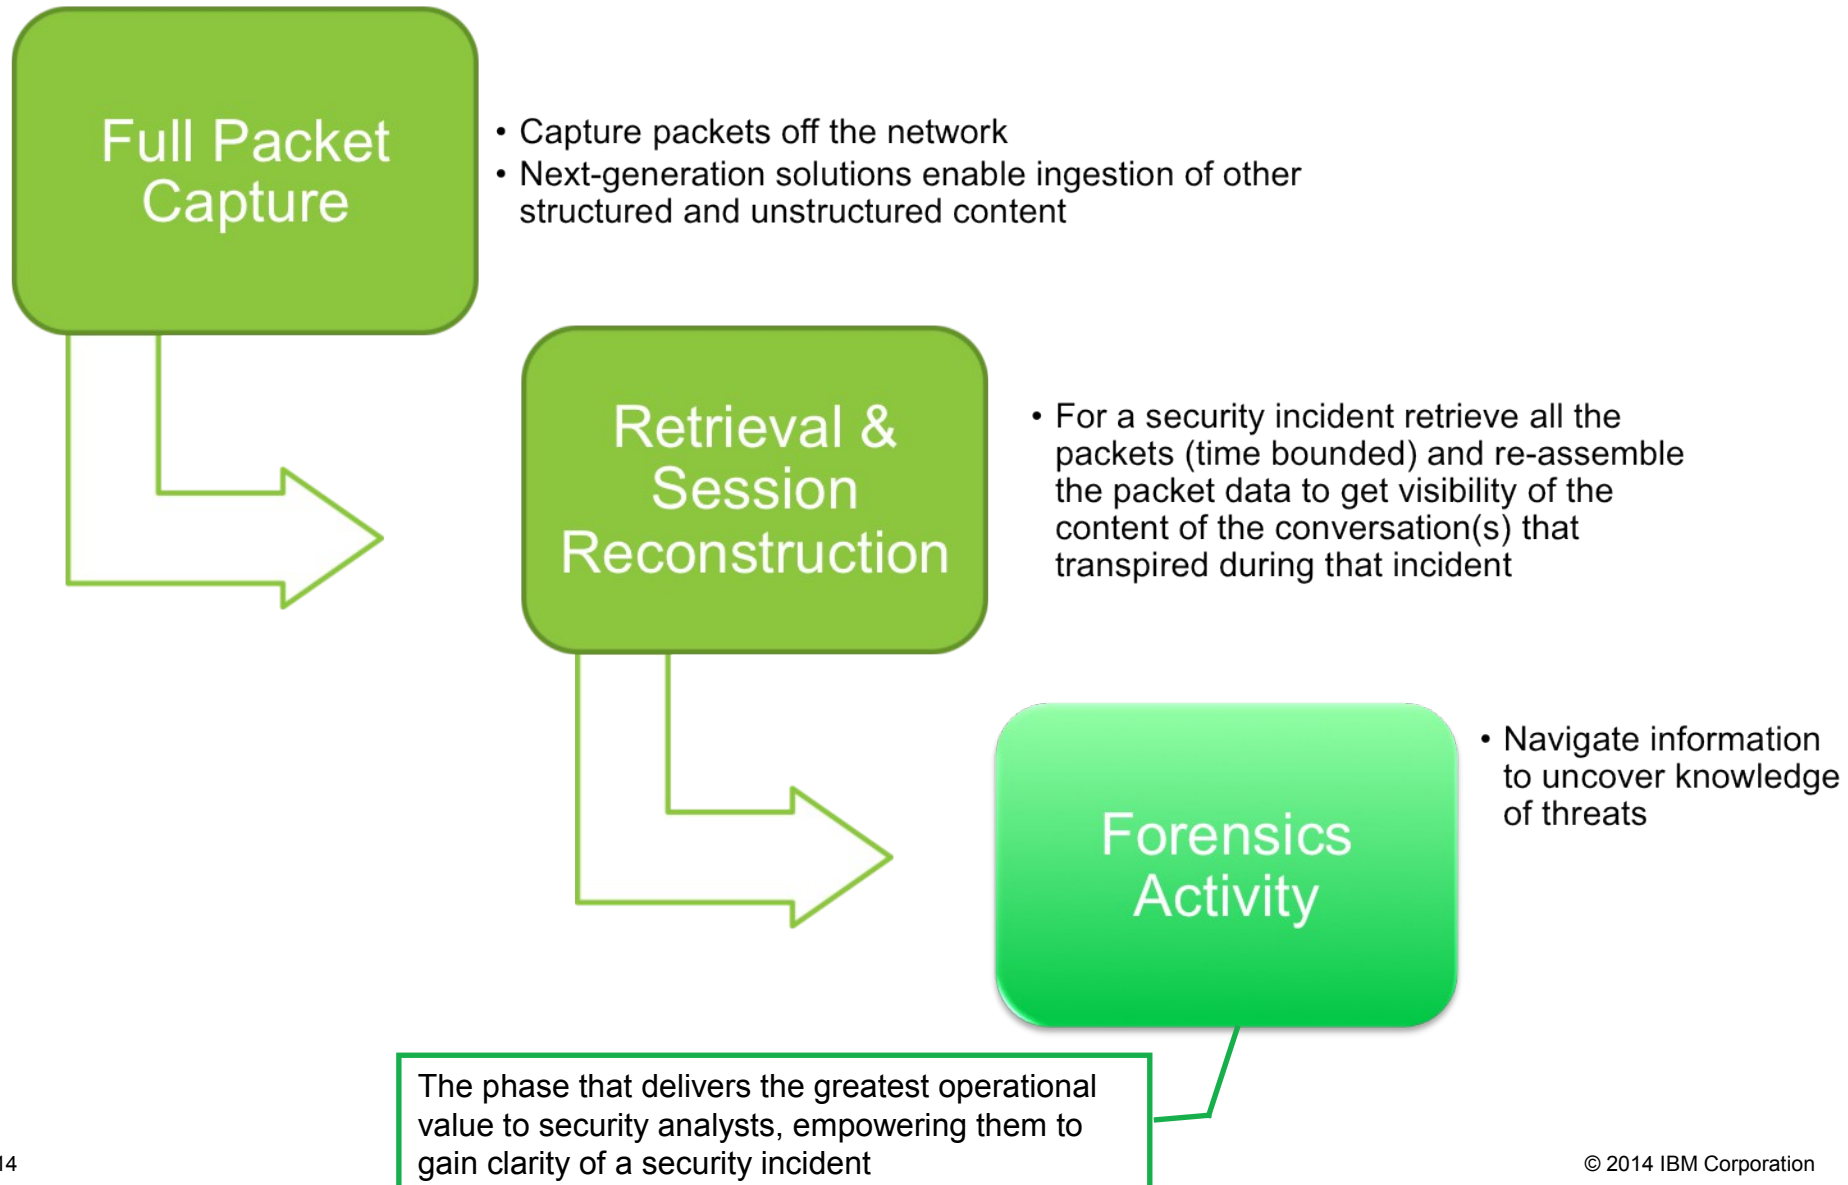 Full Packet
Capture
• Capture packets off the network
• Next-generation solutions enable ingestion of other
structured and unstructured content
Retrieval &
Session
Reconstruction
• For a security incident retrieve all the
packets (time bounded) and re-assemble
the packet data to get visibility of the
content of the conversation(s) that
transpired during that incident
Forensics
Activity
• Navigate information
to uncover knowledge
of threats
The phase that delivers the greatest operational
value to security analysts, empowering them to
gain clarity of a security incident
14
© 2014 IBM Corporation